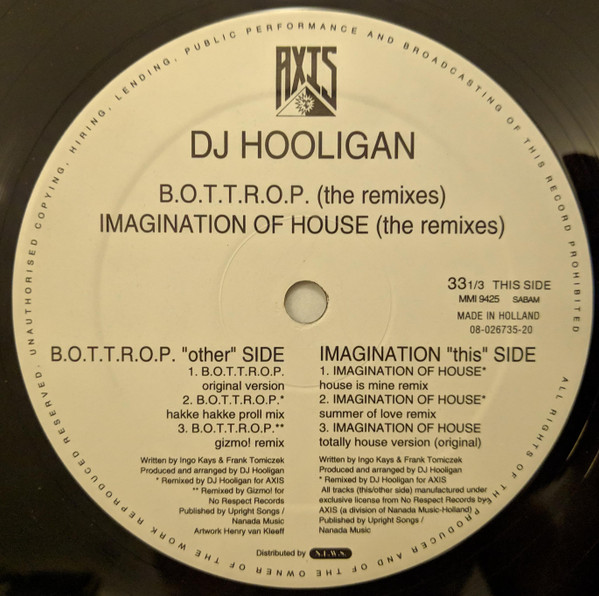 UNAUTHORISED COPYING, HIRING, LENDING, PUBLIC PERFORMANCE AND BROADCASTING OF THIS RECORD PROHIBITED
AXIS
DJ HOOLIGAN
B.O.T.T.R.O.P. (the remixes)
IMAGINATION OF HOUSE (the remixes)
33 1/3 THIS SIDE
MMI 9425 SABAM
MADE IN HOLLAND
08-026735-20
B.O.T.T.R.O.P. "other" SIDE
1. B.O.T.T.R.O.P.
original version
2. B.O.T.T.R.O.P.*
hakke hakke proll mix
3. B.O.T.T.R.O.P.**
gizmo! remix
Written by Ingo Kays & Frank Tomiczek
Produced and arranged by DJ Hooligan
* Remixed by DJ Hooligan for AXIS
** Remixed by Gizmo! for
No Respect Records
Published by Upright Songs /
Nanada Music
Artwork Henry van Kleeff
IMAGINATION "this" SIDE
1. IMAGINATION OF HOUSE*
house is mine remix
2. IMAGINATION OF HOUSE*
summer of love remix
3. IMAGINATION OF HOUSE
totally house version (original)
Written by Ingo Kays & Frank Tomiczek
Produced and arranged by DJ Hooligan
* Remixed by DJ Hooligan for AXIS
All tracks (this/other side) manufactured under
exclusive license from No Respect Records by
AXIS (a division of Nanada Music-Holland)
Published by Upright Songs /
Nanada Music
Distributed by N.E.W.S.
ALL RIGHTS OF THE PRODUCER AND OF THE OWNER OF THE WORK REPRODUCED RESERVED.